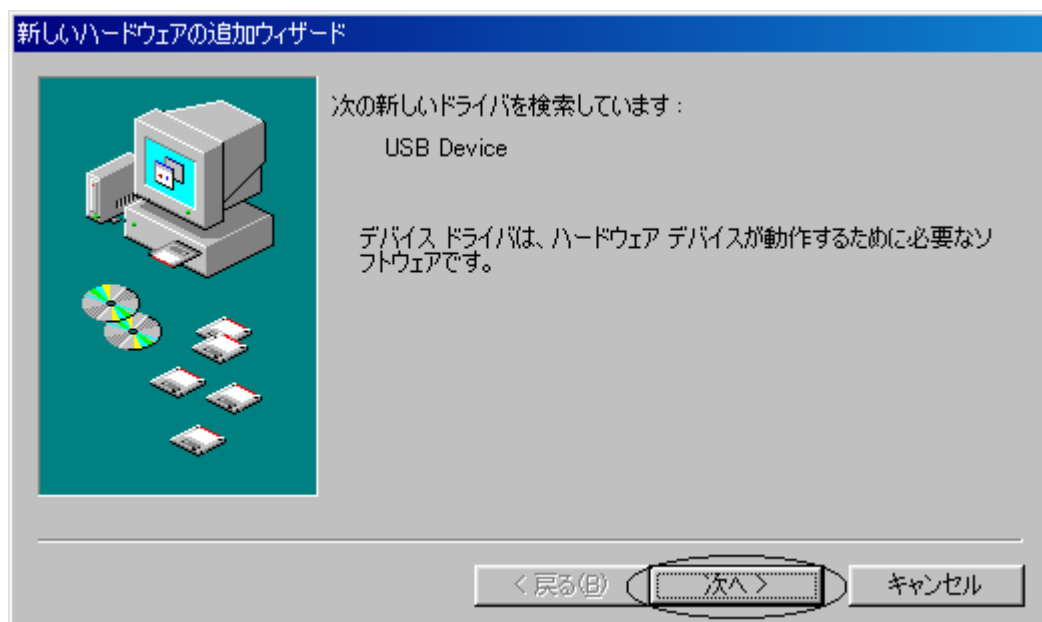 新しいハードウェアの追加ウィザード
次の新しいドライバを検索しています：
USB Device
デバイス ドライバは、ハードウェア デバイスが動作するために必要なソ
フトウェアです。
< 戻る(B) 次へ > キャンセル